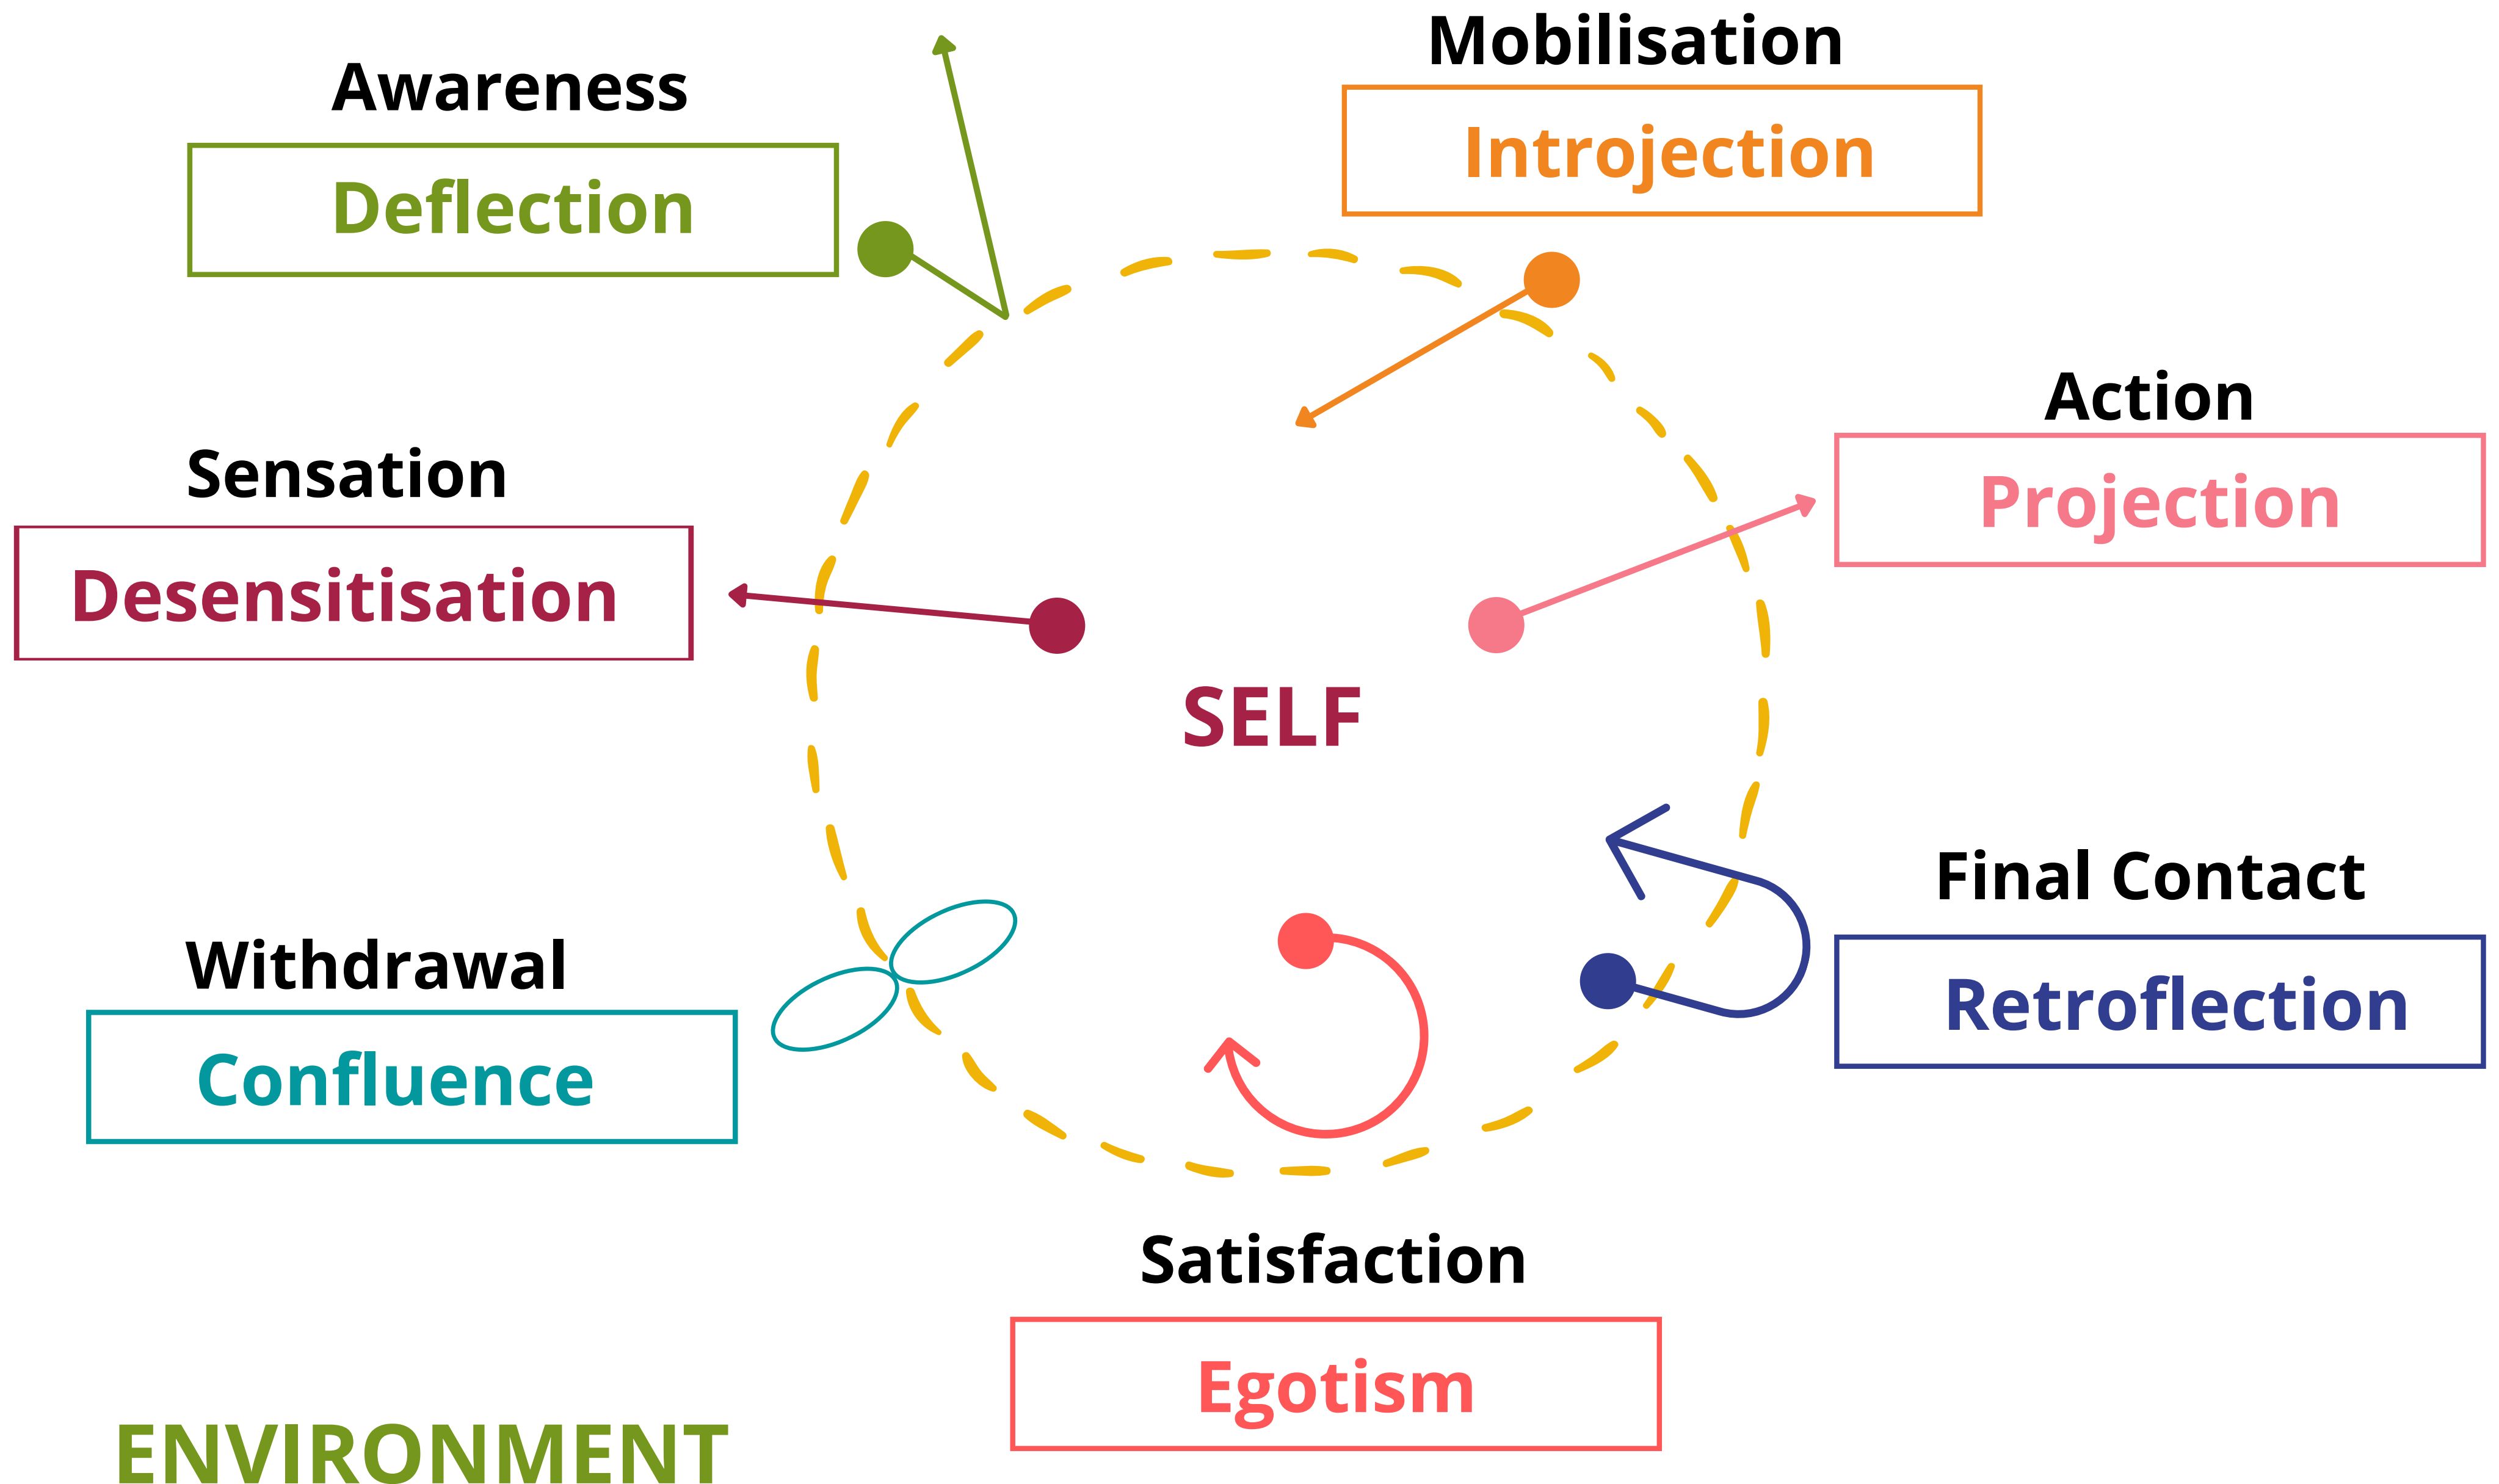 Mobilisation
Introjection
Awareness
Deflection
Action
Projection
Sensation
Desensitisation
SELF
Final Contact
Retroflection
Withdrawal
Confluence
Satisfaction
Egotism
ENVIRONMENT